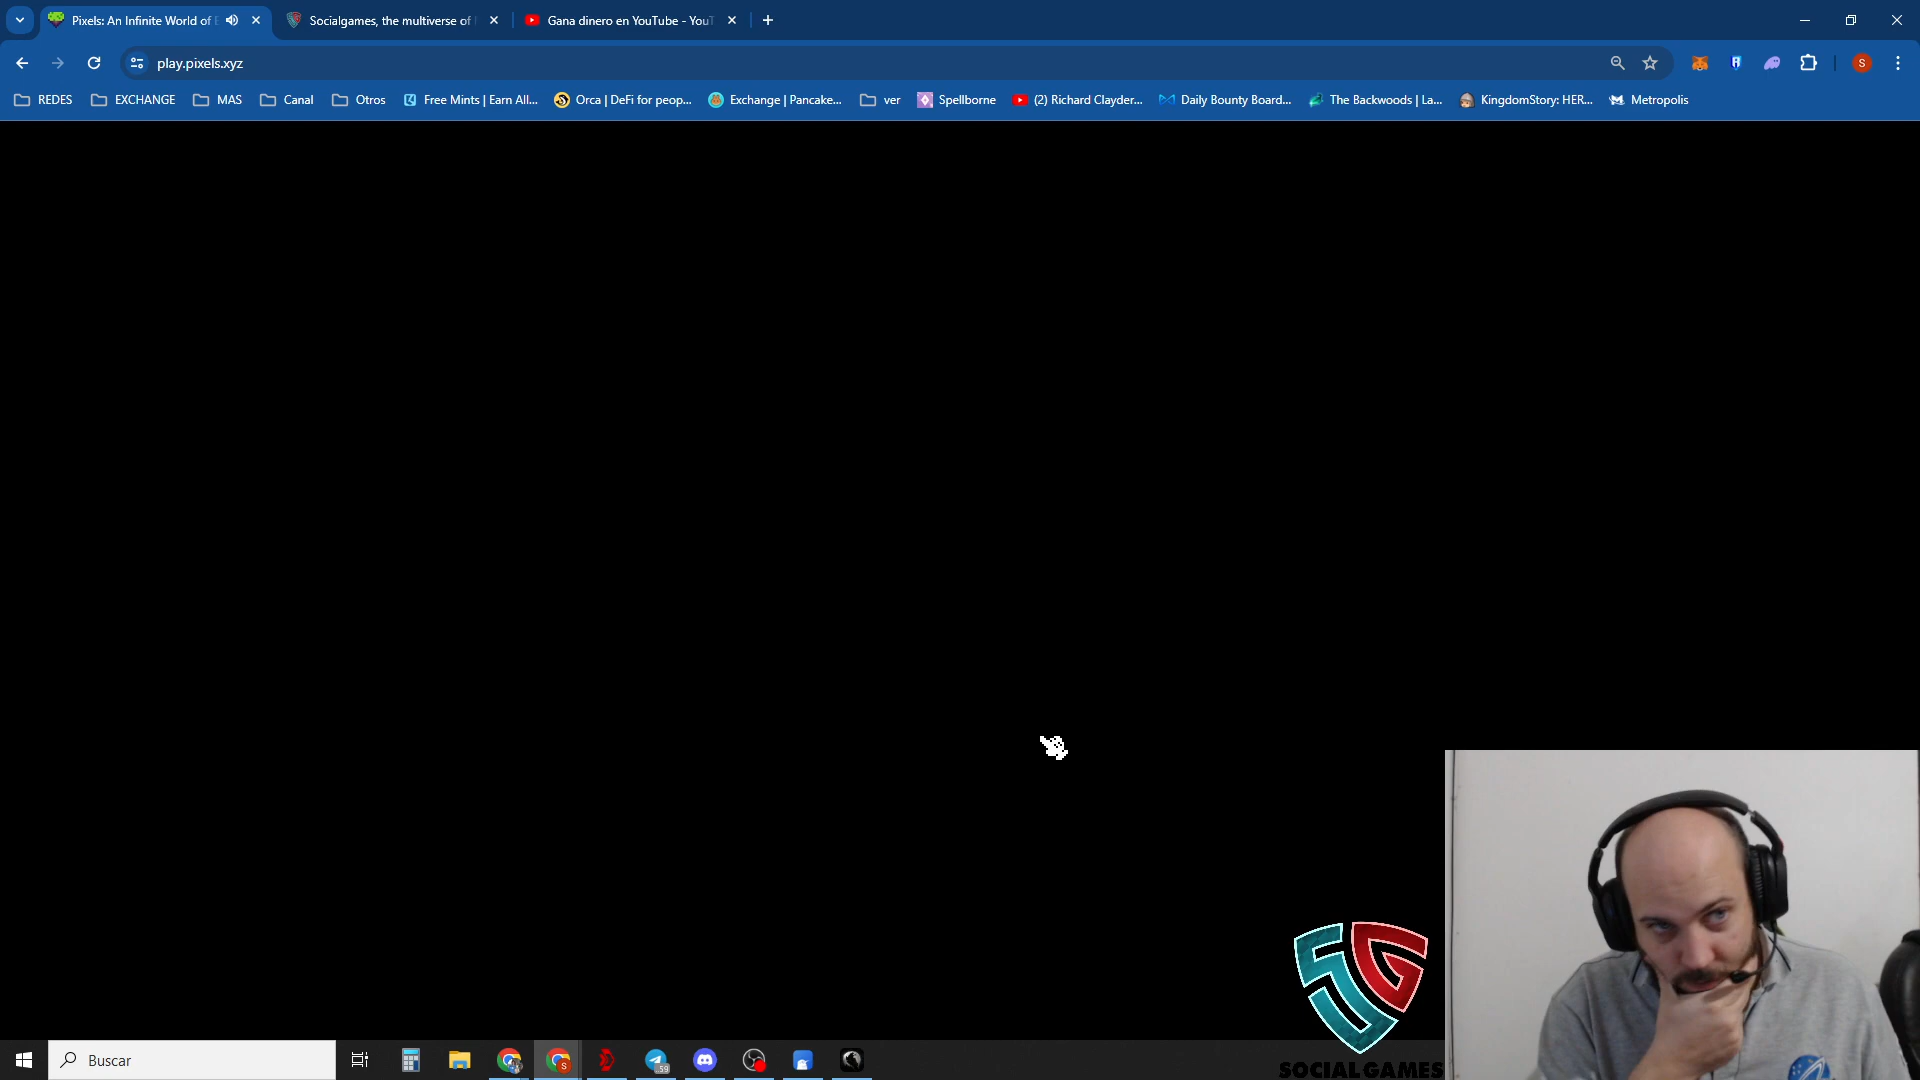 Pixels: An Infinite World of
Socialgames, the multiverse of
Gana dinero en YouTube - YouT
play.pixels.xyz
S
REDES
EXCHANGE
MAS
Canal
Otros
Free Mints | Earn All...
Orca | DeFi for peop...
Exchange | Pancake...
ver
Spellborne
(2) Richard Clayder...
Daily Bounty Board...
The Backwoods | La...
KingdomStory: HER...
Metropolis
SOCIALGAMES
Buscar
S
59